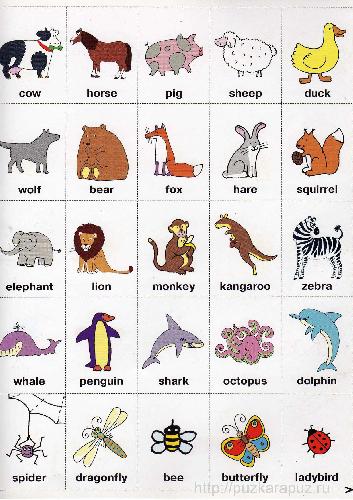 cow horse pig sheep duck
wolf bear fox hare squirrel
elephant lion monkey kangaroo zebra
whale penguin shark octopus dolphin
spider dragonfly bee butterfly ladybird
http://puzkarapuz.ru